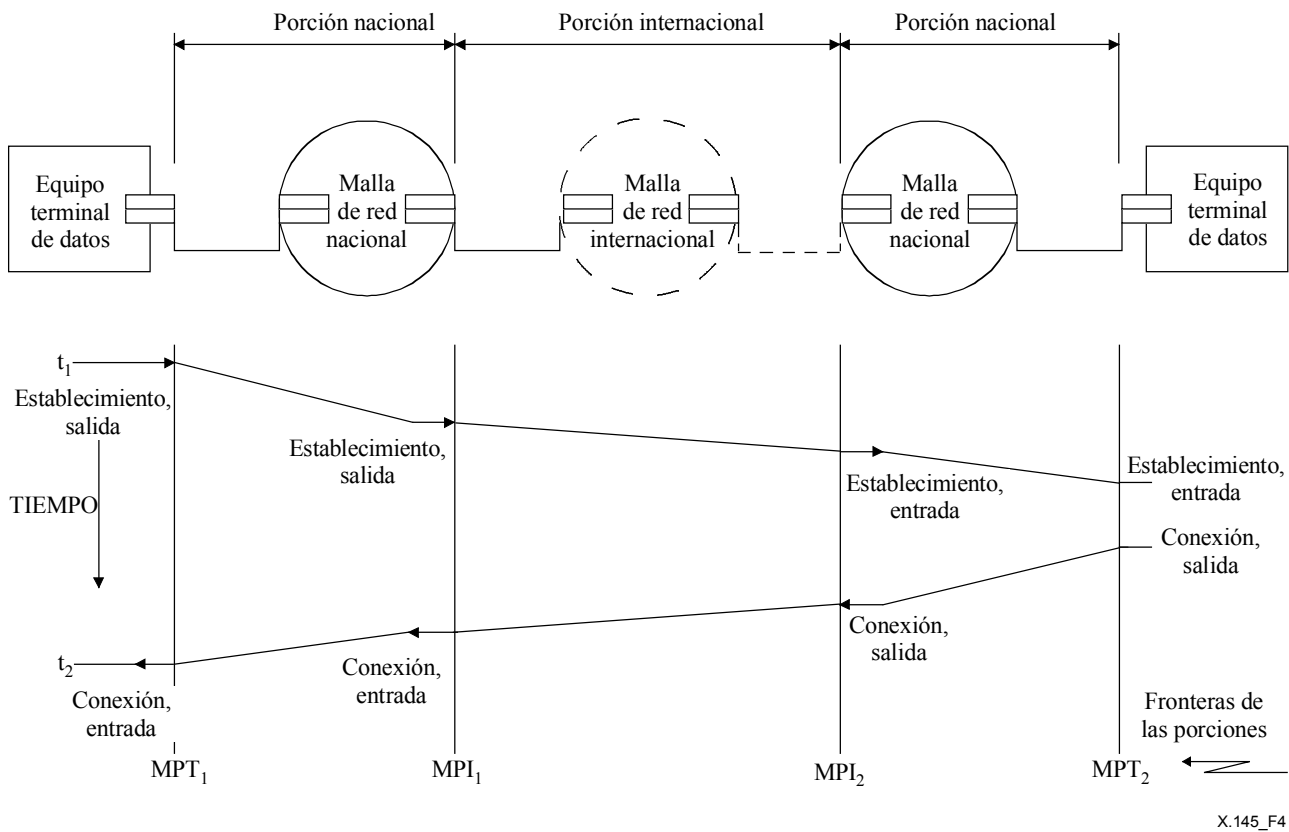 Porción nacional
Porción internacional
Porción nacional
Equipo
terminal
de datos
Malla
de red
nacional
Malla
de red
internacional
Malla
de red
nacional
Equipo
terminal
de datos
t₁
Establecimiento,
salida
TIEMPO
Establecimiento,
salida
Establecimiento,
entrada
Establecimiento,
entrada
Conexión,
salida
Conexión,
salida
Conexión,
entrada
t₂
Conexión,
entrada
Fronteras de
las porciones
MPT₁
MPI₁
MPI₂
MPT₂
X.145_F4